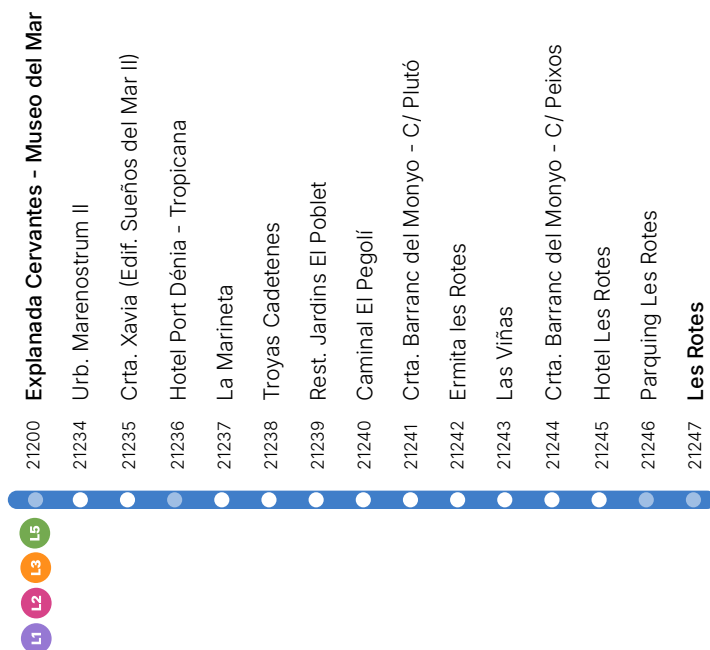 21200 Explanada Cervantes - Museo del Mar
21234 Urb. Marenostrum II
21235 Crta. Xavia (Edif. Sueños del Mar II)
21236 Hotel Port Dénia - Tropicana
21237 La Marineta
21238 Troyas Cadetenes
21239 Rest. Jardins El Poblet
21240 Caminal El Pegolí
21241 Crta. Barranc del Monyo - C/ Plutó
21242 Ermita les Rotes
21243 Las Viñas
21244 Crta. Barranc del Monyo - C/ Peixos
21245 Hotel Les Rotes
21246 Parquing Les Rotes
21247 Les Rotes
L1 L2 L3 L5